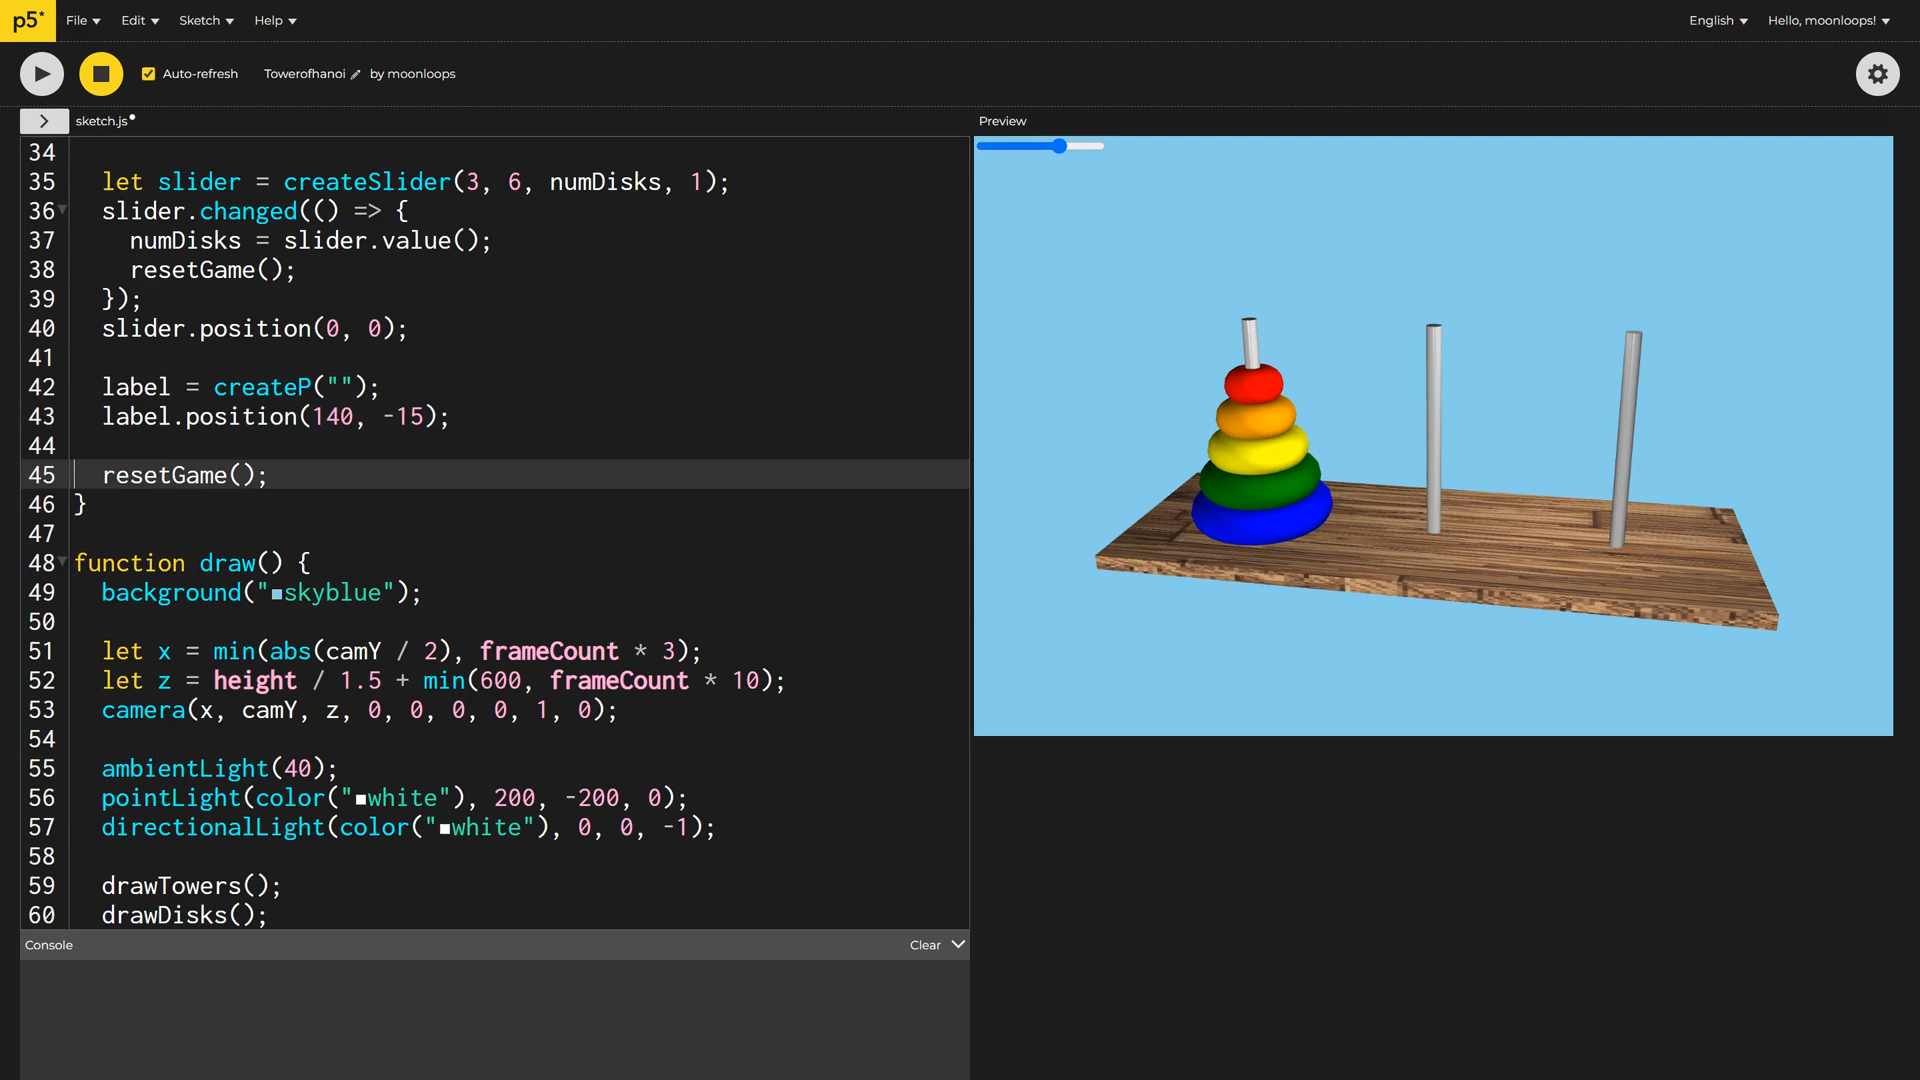 p5* File Edit Sketch Help English Hello, moonloops!
Auto-refresh Towerofhanoi by moonloops
sketch.js
34
35 let slider = createSlider(3, 6, numDisks, 1);
36 slider.changed(() => {
37 numDisks = slider.value();
38 resetGame();
39 });
40 slider.position(0, 0);
41
42 label = createP("");
43 label.position(140, -15);
44
45 resetGame();
46 }
47
48 function draw() {
49 background("skyblue");
50
51 let x = min(abs(camY / 2), frameCount * 3);
52 let z = height / 1.5 + min(600, frameCount * 10);
53 camera(x, camY, z, 0, 0, 0, 0, 1, 0);
54
55 ambientLight(40);
56 pointLight(color("white"), 200, -200, 0);
57 directionalLight(color("white"), 0, 0, -1);
58
59 drawTowers();
60 drawDisks();
Console Clear
Preview